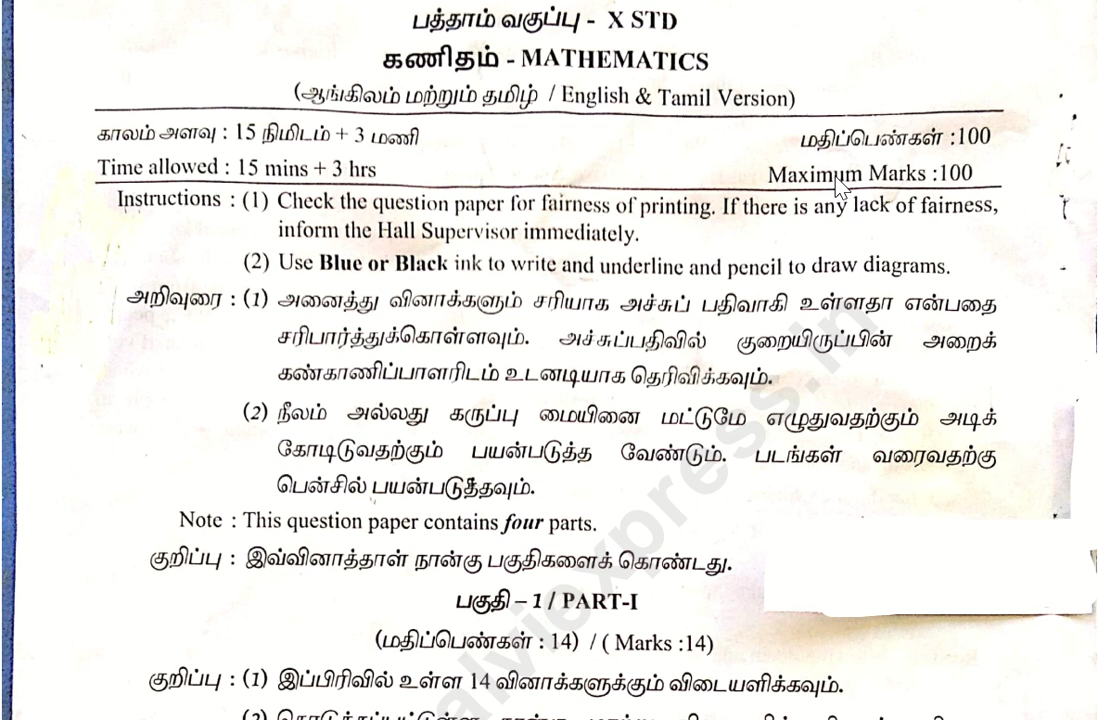 பத்தாம் வகுப்பு - X STD
கணிதம் - MATHEMATICS
(ஆங்கிலம் மற்றும் தமிழ் / English & Tamil Version)
காலம் அளவு : 15 நிமிடம் + 3 மணி
மதிப்பெண்கள் :100
Time allowed : 15 mins + 3 hrs
Maximum Marks :100
Instructions : (1) Check the question paper for fairness of printing. If there is any lack of fairness,
inform the Hall Supervisor immediately.
(2) Use Blue or Black ink to write and underline and pencil to draw diagrams.
அறிவுரை : (1) அனைத்து வினாக்களும் சரியாக அச்சுப் பதிவாகி உள்ளதா என்பதை
சரிபார்த்துக்கொள்ளவும். அச்சுப்பதிவில் குறையிருப்பின் அறைக்
கண்காணிப்பாளரிடம் உடனடியாக தெரிவிக்கவும்.
(2) நீலம் அல்லது கருப்பு மையினை மட்டுமே எழுதுவதற்கும் அடிக்
கோடிடுவதற்கும் பயன்படுத்த வேண்டும். படங்கள் வரைவதற்கு
பென்சில் பயன்படுத்தவும்.
Note : This question paper contains four parts.
குறிப்பு : இவ்வினாத்தாள் நான்கு பகுதிகளைக் கொண்டது.
பகுதி – 1 / PART-I
(மதிப்பெண்கள் : 14) / ( Marks :14)
குறிப்பு : (1) இப்பிரிவில் உள்ள 14 வினாக்களுக்கும் விடையளிக்கவும்.
alviexpress.in